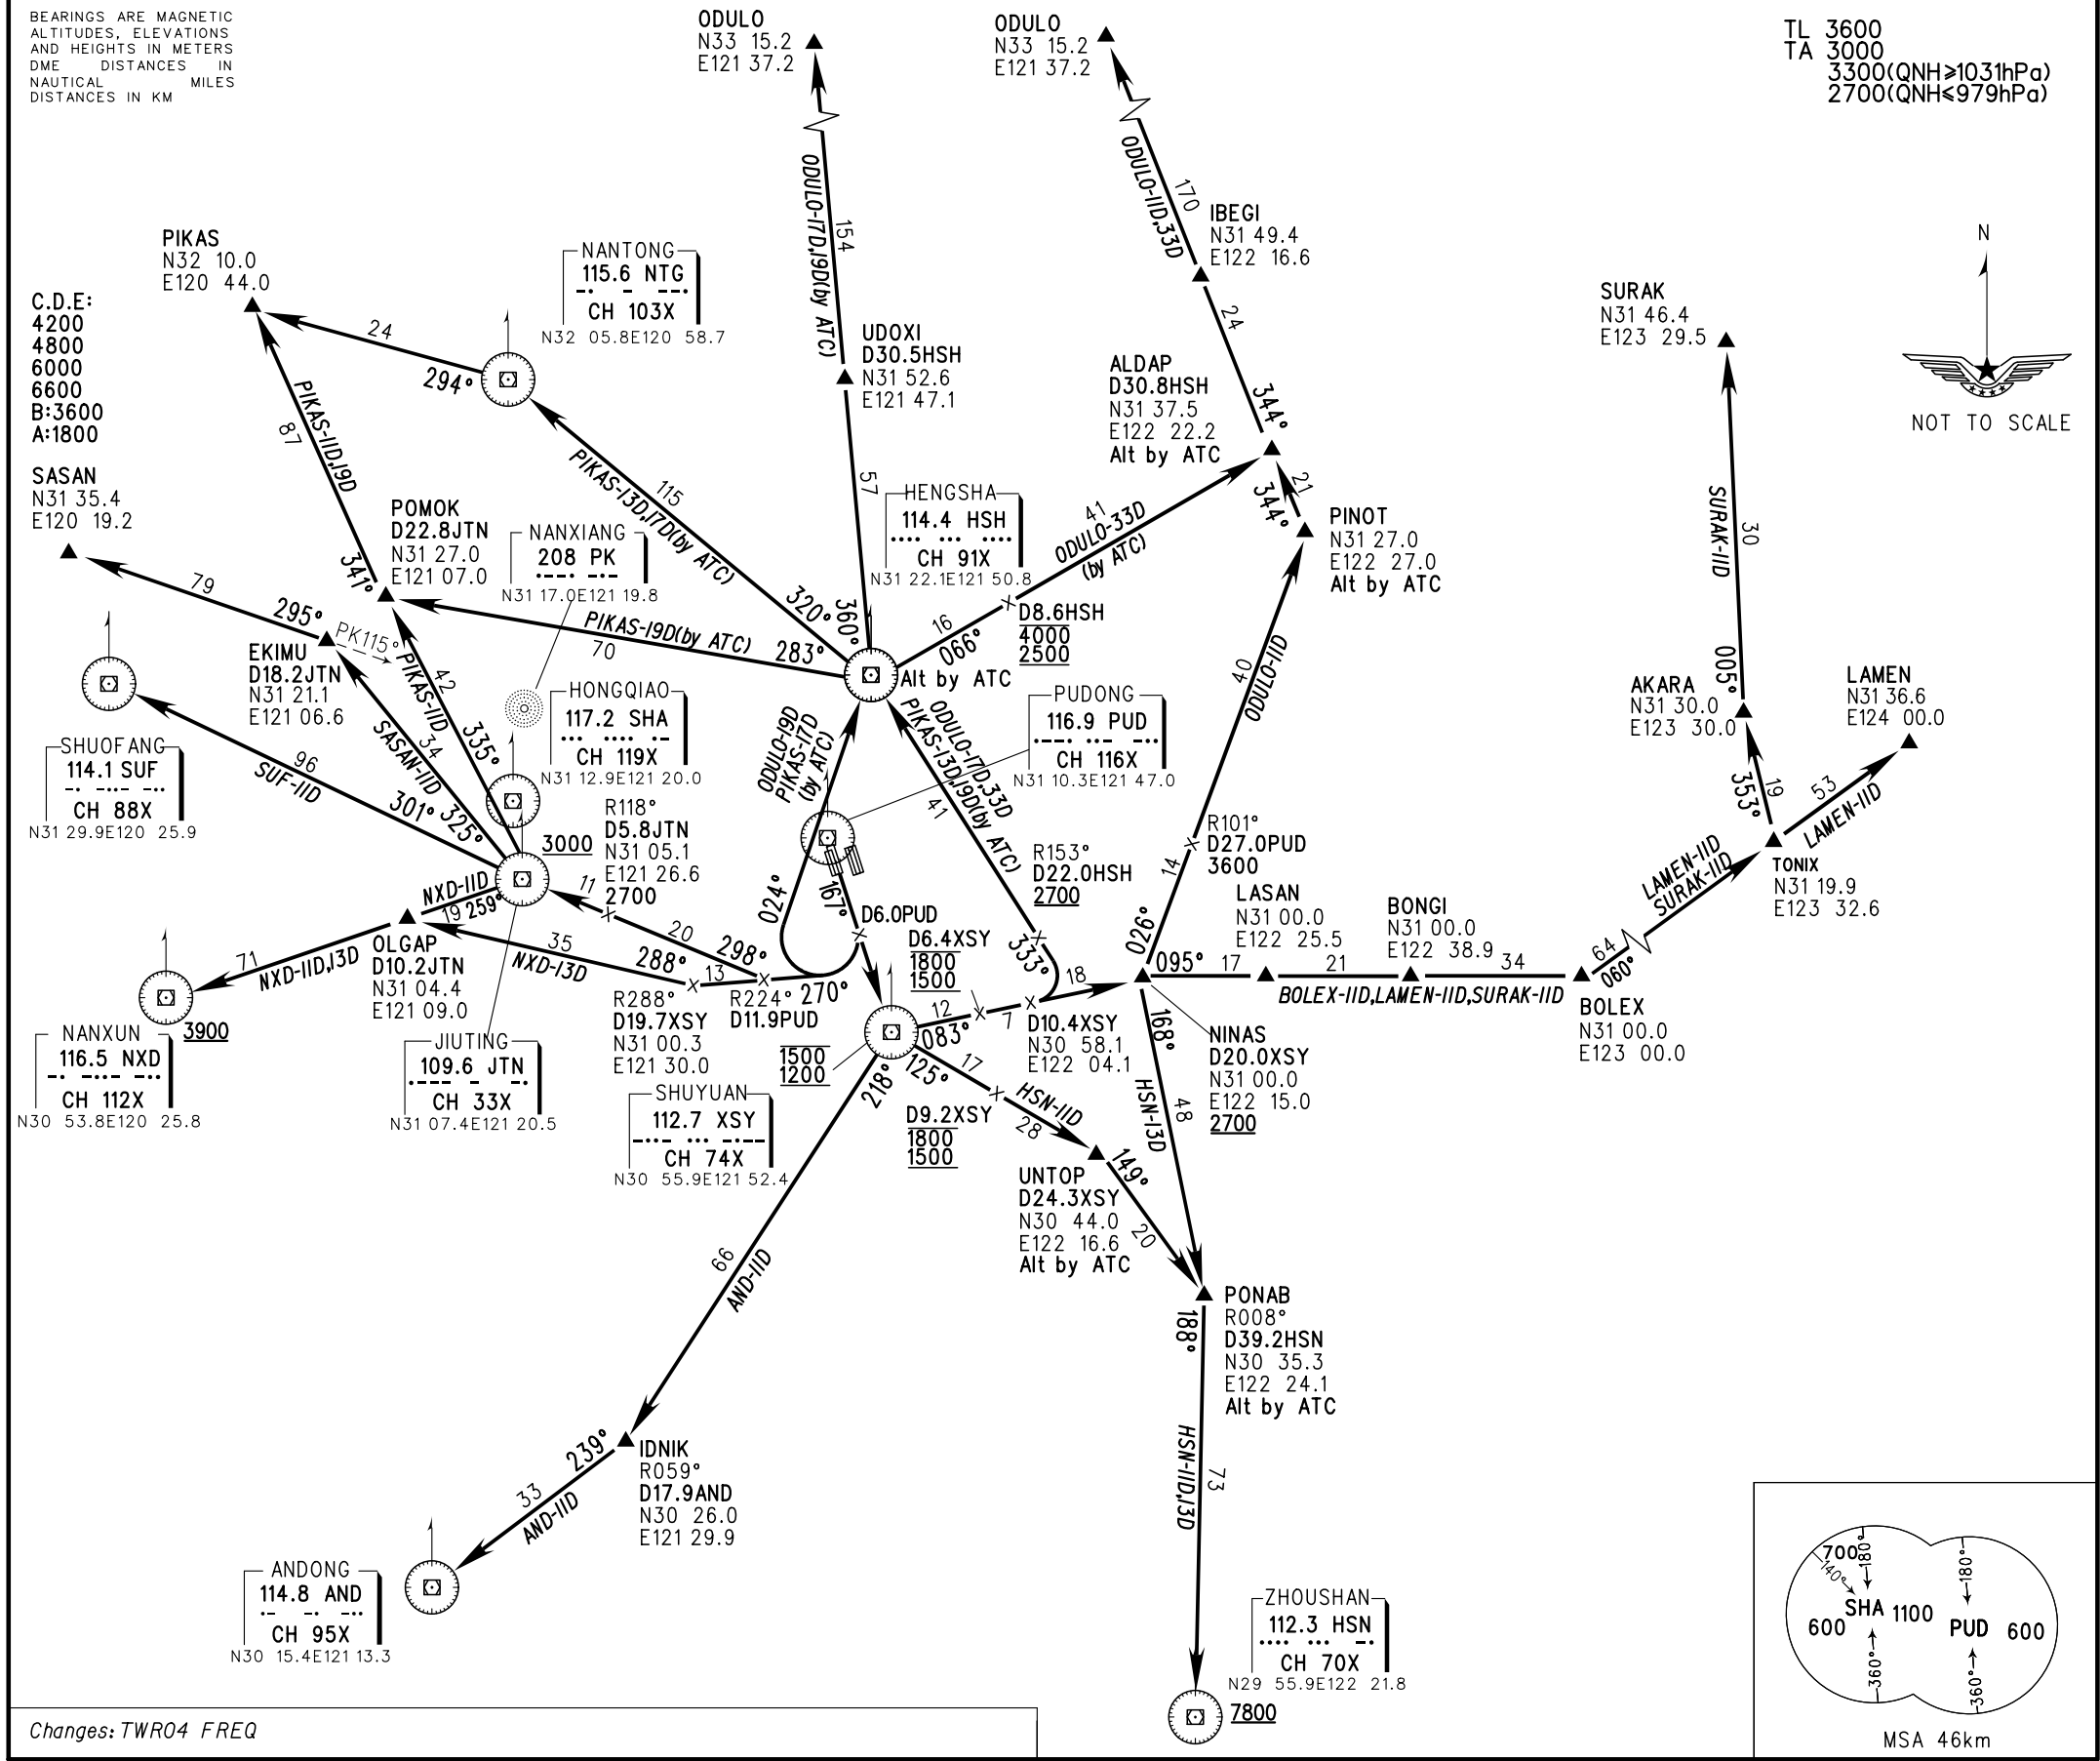 BEARINGS ARE MAGNETIC
ALTITUDES, ELEVATIONS
AND HEIGHTS IN METERS
DME DISTANCES IN
NAUTICAL MILES
DISTANCES IN KM
ODULO
N33 15.2
E121 37.2
ODULO
N33 15.2
E121 37.2
TL 3600
TA 3000
3300(QNH≥1031hPa)
2700(QNH≤979hPa)
ODULO-17D,19D(by ATC)
154
ODULO-11D,33D
170
IBEGI
N31 49.4
E122 16.6
24
N
NOT TO SCALE
PIKAS
N32 10.0
E120 44.0
NANTONG
115.6 NTG
CH 103X
N32 05.8E120 58.7
24
294°
C.D.E:
4200
4800
6000
6600
B:3600
A:1800
SASAN
N31 35.4
E120 19.2
79
295°
PIKAS-11D,19D
87
341°
POMOK
D22.8JTN
N31 27.0
E121 07.0
NANXIANG
208 PK
N31 17.0E121 19.8
PIKAS-13D,17D(by ATC)
115
320°
UDOXI
D30.5HSH
N31 52.6
E121 47.1
57
360°
HENGSHA
114.4 HSH
CH 91X
N31 22.1E121 50.8
ALDAP
D30.8HSH
N31 37.5
E122 22.2
Alt by ATC
344°
21
344°
PINOT
N31 27.0
E122 27.0
Alt by ATC
41
ODULO-33D
(by ATC)
D8.6HSH
4000
2500
16
066°
Alt by ATC
SURAK
N31 46.4
E123 29.5
SURAK-11D
30
005°
AKARA
N31 30.0
E123 30.0
353°
19
LAMEN
N31 36.6
E124 00.0
53
LAMEN-11D
TONIX
N31 19.9
E123 32.6
PIKAS-19D(by ATC)
70
283°
EKIMU
D18.2JTN
N31 21.1
E121 06.6
PK115°
PIKAS-11D
42
335°
SASAN-11D
34
325°
SHUOFANG
114.1 SUF
CH 88X
N31 29.9E120 25.9
96
SUF-11D
301°
HONGQIAO
117.2 SHA
CH 119X
N31 12.9E121 20.0
PUDONG
116.9 PUD
CH 116X
N31 10.3E121 47.0
ODULO-19D
PIKAS-17D
(by ATC)
024°
ODULO-17D,33D
PIKAS-13D,19D(by ATC)
41
333°
R153°
D22.0HSH
2700
40
ODULO-11D
R101°
D27.0PUD
3600
14
026°
3000
R118°
D5.8JTN
N31 05.1
E121 26.6
2700
11
20
298°
167°
D6.0PUD
NXD-11D
19
259°
OLGAP
D10.2JTN
N31 04.4
E121 09.0
35
NXD-13D
288°
13
R288°
D19.7XSY
N31 00.3
E121 30.0
R224°
D11.9PUD
270°
D6.4XSY
1800
1500
12
083°
7
18
D10.4XSY
N30 58.1
E122 04.1
095°
17
LASAN
N31 00.0
E122 25.5
21
BONGI
N31 00.0
E122 38.9
34
BOLEX-11D,LAMEN-11D,SURAK-11D
LAMEN-11D
SURAK-11D
64
060°
BOLEX
N31 00.0
E123 00.0
71
NXD-11D,13D
NANXUN
116.5 NXD
CH 112X
N30 53.8E120 25.8
3900
JIUTING
109.6 JTN
CH 33X
N31 07.4E121 20.5
1500
1200
SHUYUAN
112.7 XSY
CH 74X
N30 55.9E121 52.4
218°
125°
17
D9.2XSY
1800
1500
HSN-11D
28
UNTOP
D24.3XSY
N30 44.0
E122 16.6
Alt by ATC
149°
20
168°
HSN-13D
48
NINAS
D20.0XSY
N31 00.0
E122 15.0
2700
PONAB
R008°
D39.2HSN
N30 35.3
E122 24.1
Alt by ATC
188°
HSN-11D,13D
73
66
AND-11D
IDNIK
R059°
D17.9AND
N30 26.0
E121 29.9
239°
33
AND-11D
ANDONG
114.8 AND
CH 95X
N30 15.4E121 13.3
ZHOUSHAN
112.3 HSN
CH 70X
N29 55.9E122 21.8
7800
700
140°
180°
180°
SHA
1100
600
PUD
600
360°
360°
MSA 46km
Changes: TWR04 FREQ